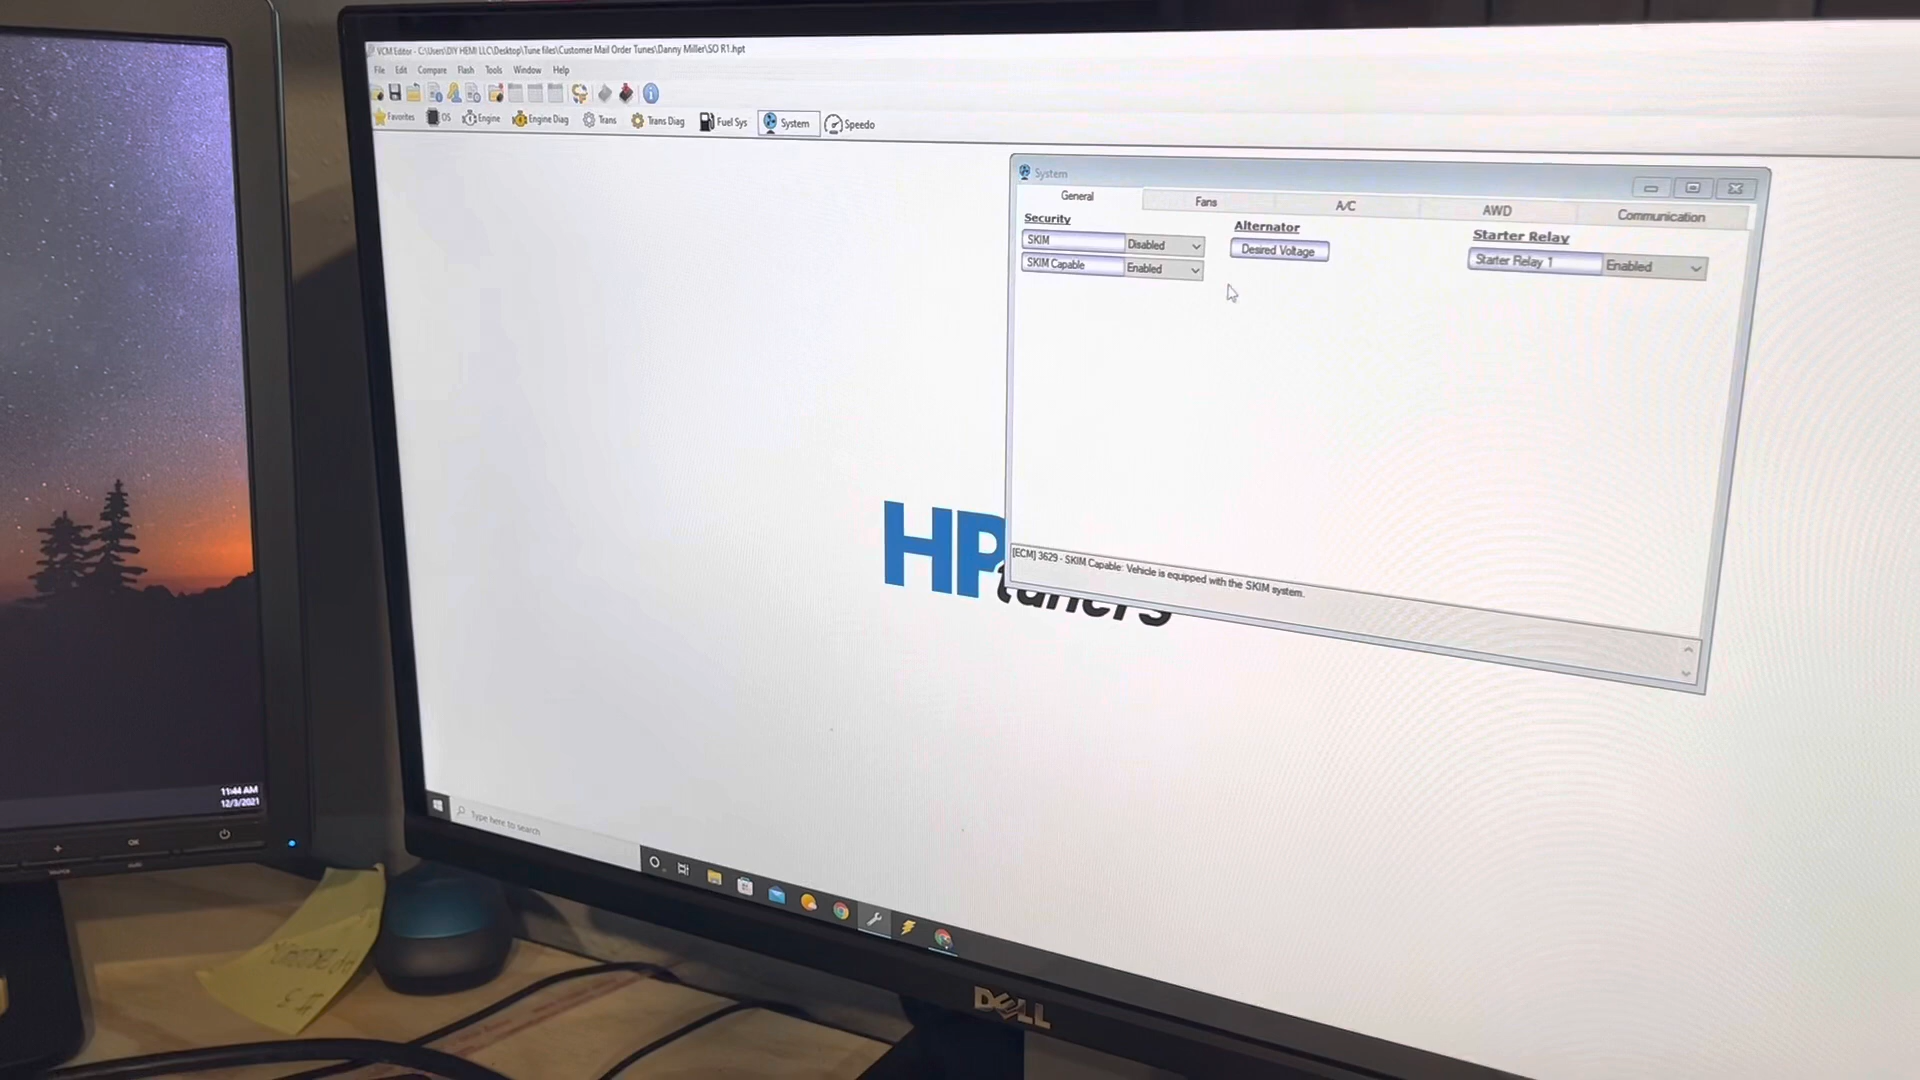 VCM Editor - C:\Users\DIY HEMI LLC\Desktop\Tune files\Customer Mail Order Tunes\Danny Miller\SO R1.hpt
File Edit Compare Flash Tools Window Help
Favorites OS Engine Engine Diag Trans Trans Diag Fuel Sys System Speedo
System
General Fans A/C AWD Communication
Security Alternator Starter Relay
SKIM Disabled Desired Voltage Starter Relay 1 Enabled
SKIM Capable Enabled
HP
tuners
[ECM] 3629 - SKIM Capable: Vehicle is equipped with the SKIM system.
11:44 AM
12/3/2021
OK
Type here to search
DELL
#3